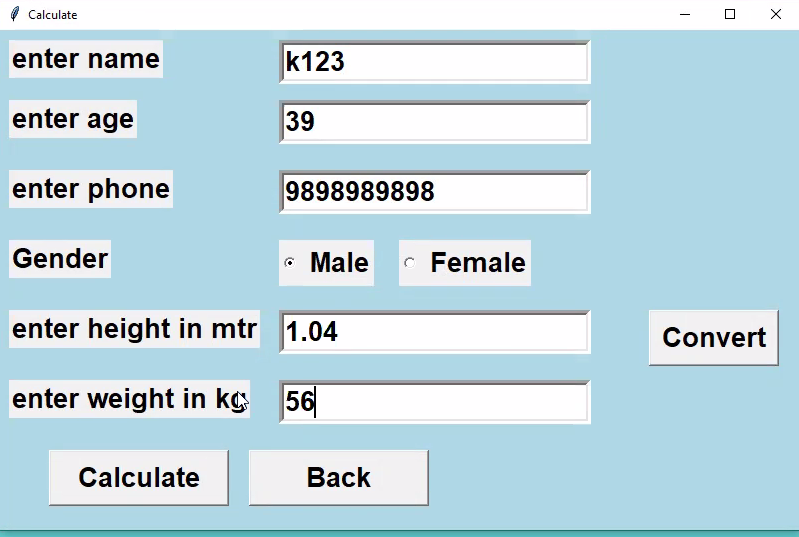 Calculate
enter name k123
enter age 39
enter phone 9898989898
Gender Male Female
enter height in mtr 1.04 Convert
enter weight in kg 56
Calculate Back